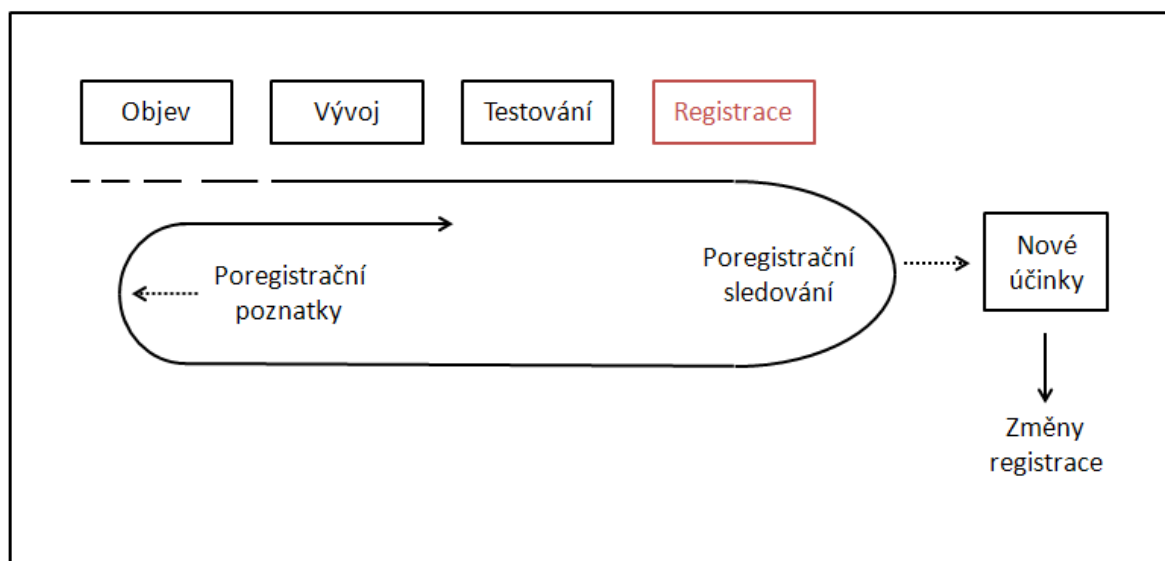 Objev
Vývoj
Testování
Registrace
Poregistrační
poznatky
Poregistrační
sledování
Nové
účinky
Změny
registrace